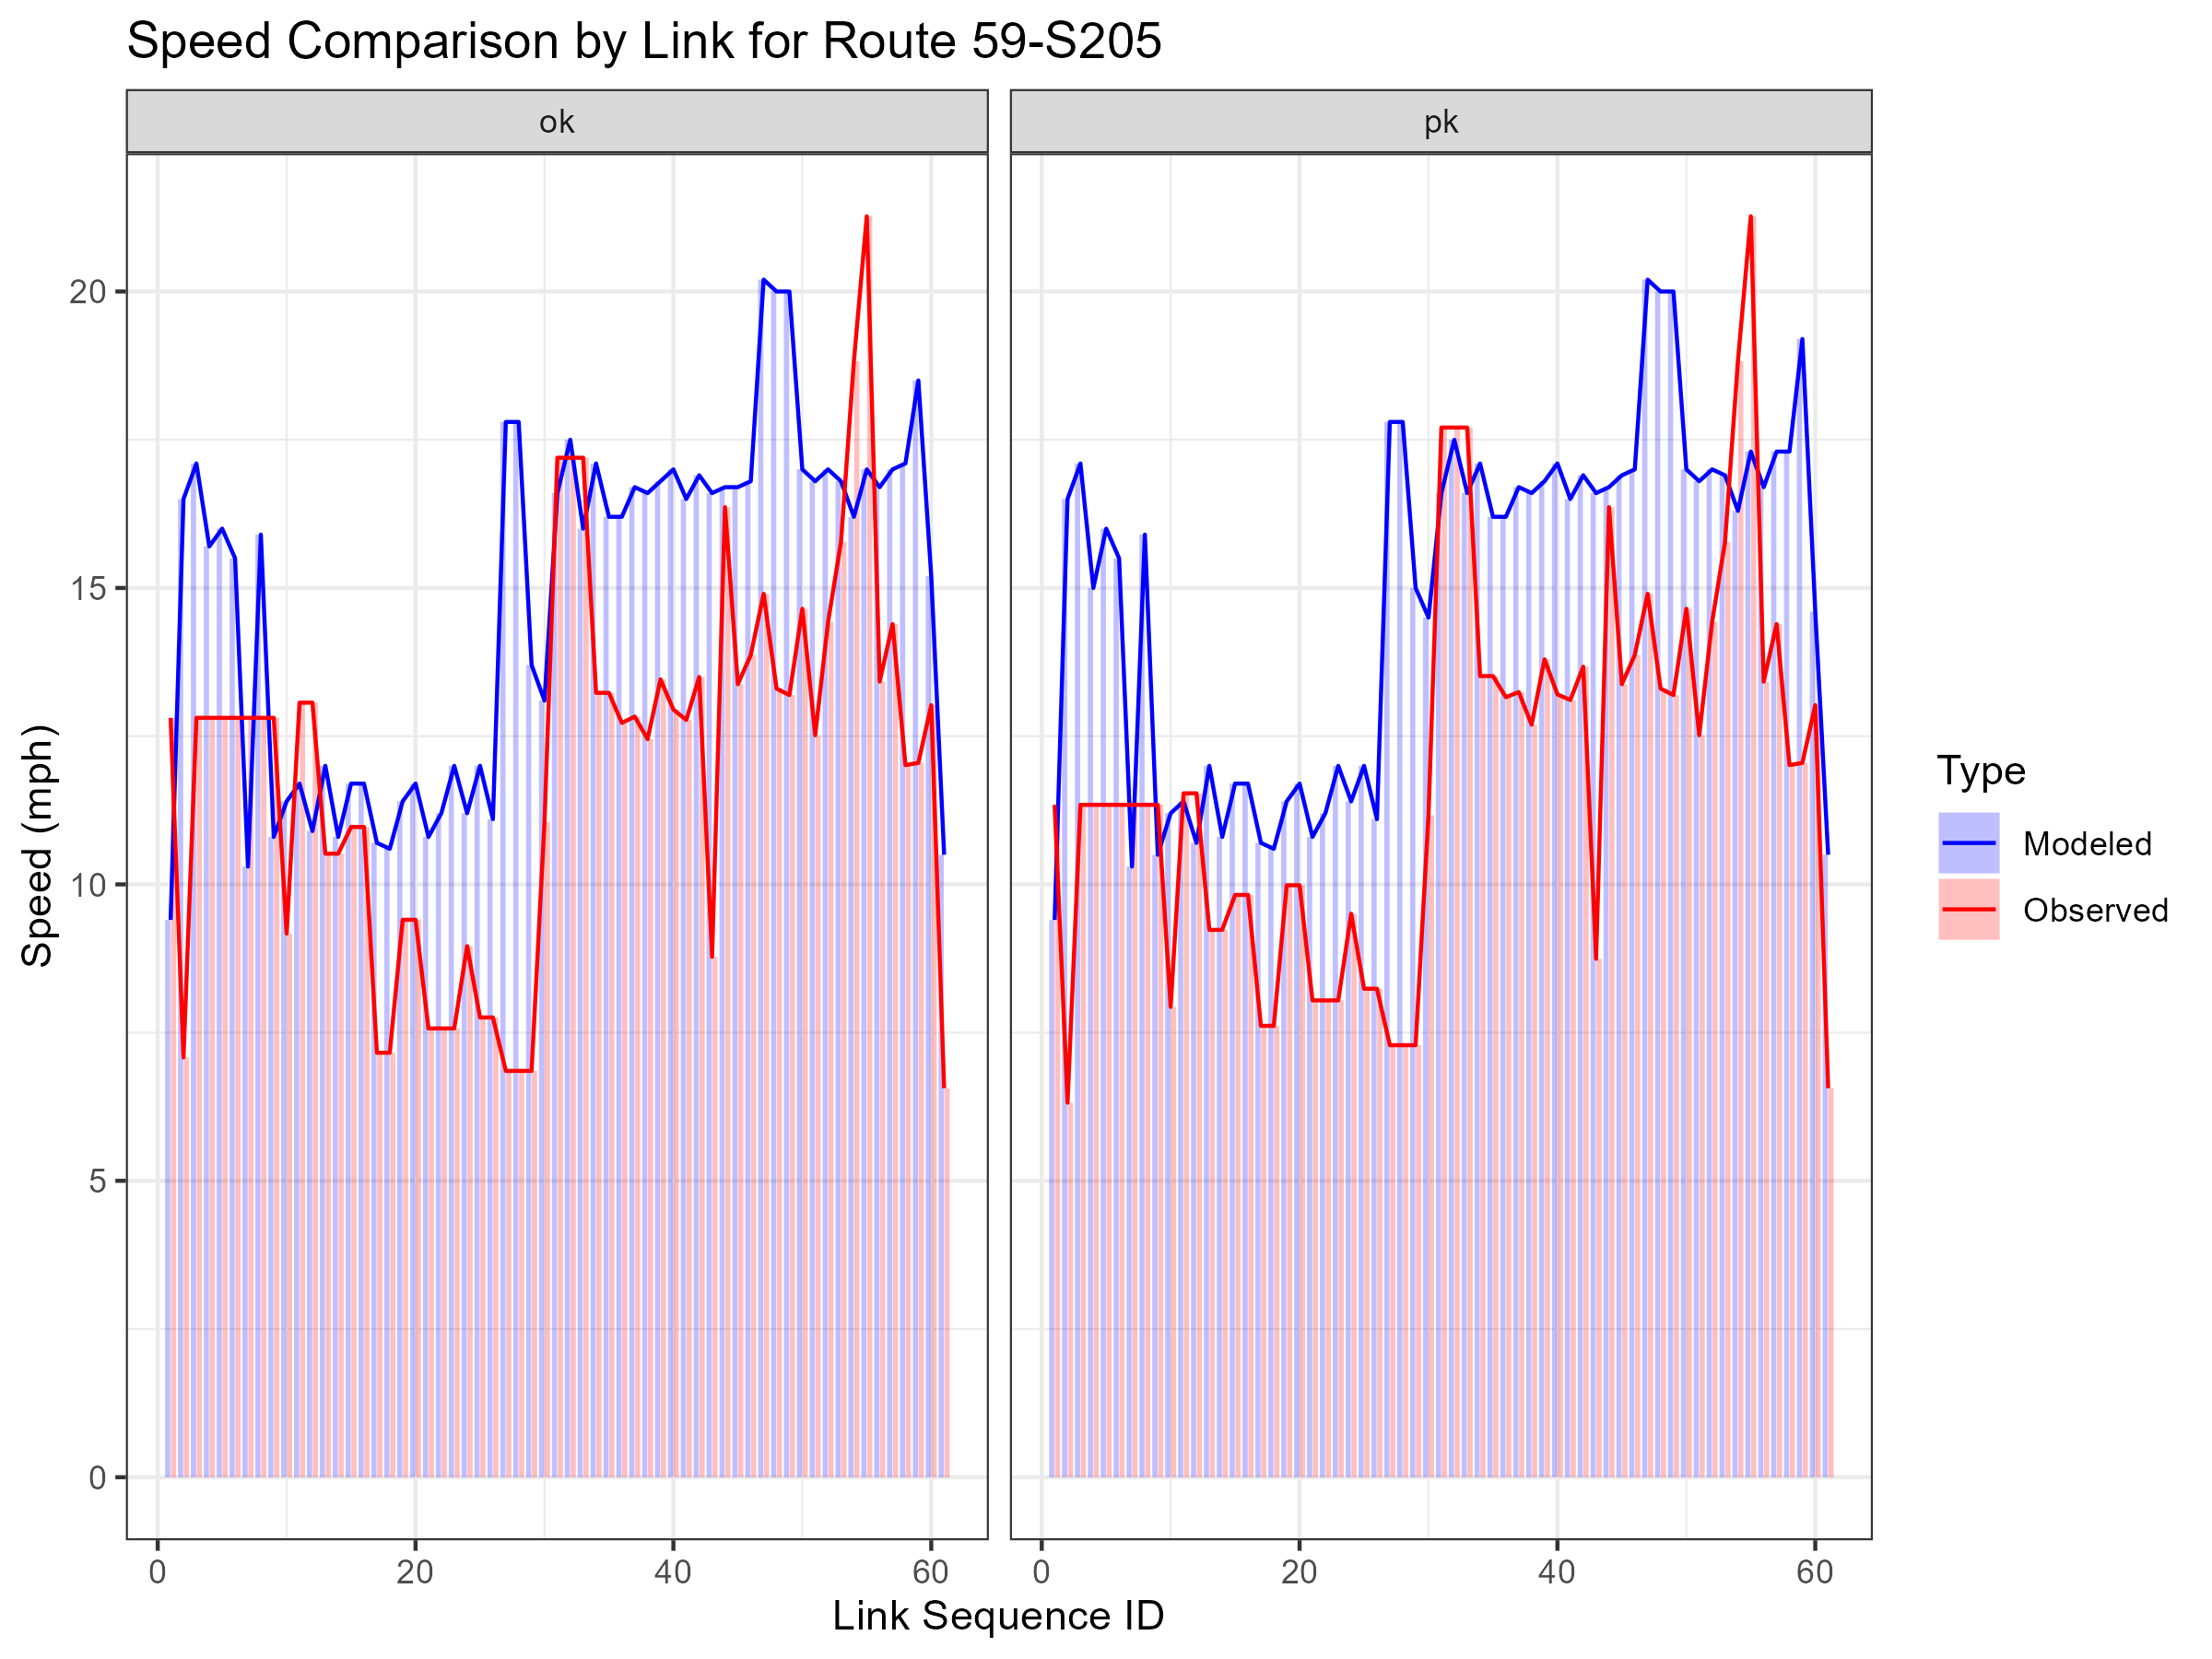 Speed Comparison by Link for Route 59-S205
ok
pk
20
15
10
5
0
Speed (mph)
0 20 40 60
0 20 40 60
Link Sequence ID
Type
Modeled
Observed